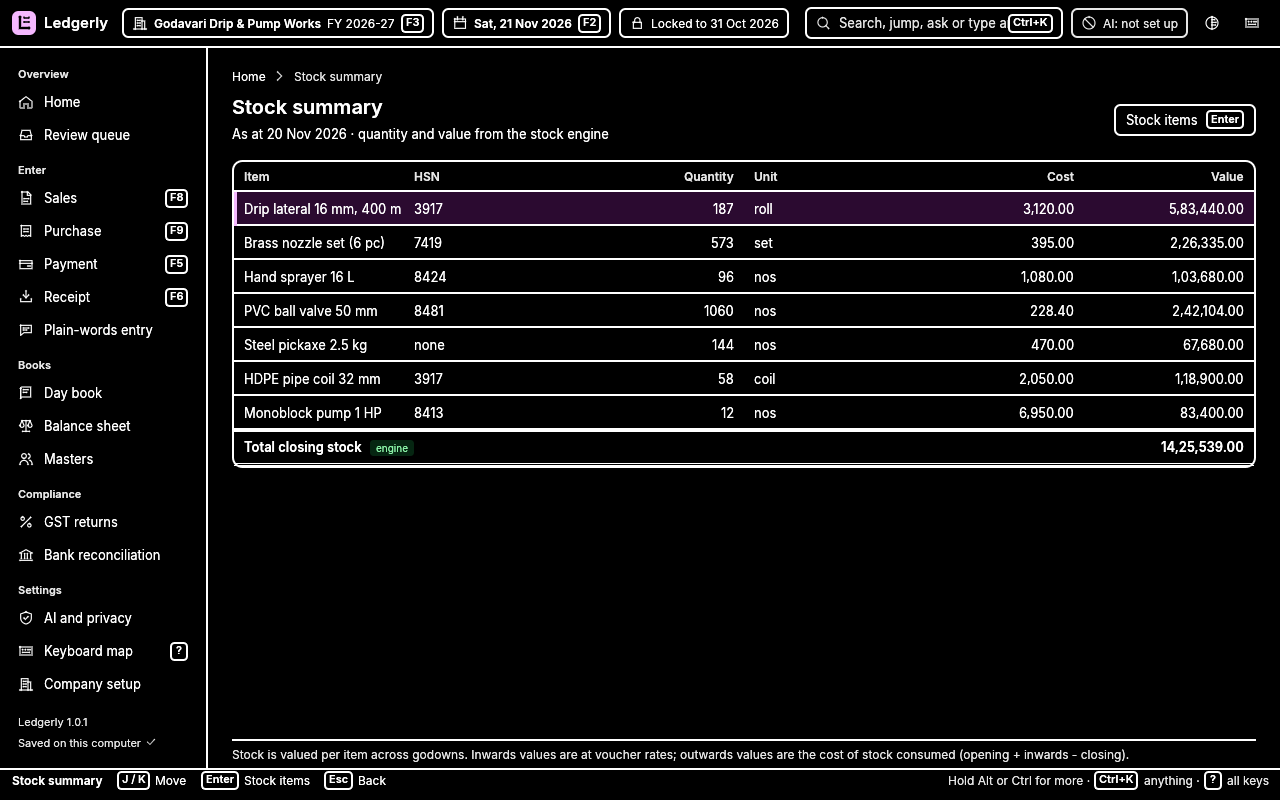 Ledgerly Godavari Drip & Pump Works FY 2026-27 F3 Sat, 21 Nov 2026 F2 Locked to 31 Oct 2026 Search, jump, ask or type a Ctrl+K AI: not set up
Overview
Home
Review queue
Enter
Sales F8
Purchase F9
Payment F5
Receipt F6
Plain-words entry
Books
Day book
Balance sheet
Masters
Compliance
GST returns
Bank reconciliation
Settings
AI and privacy
Keyboard map ?
Company setup
Ledgerly 1.0.1
Saved on this computer
Home Stock summary
Stock summary
As at 20 Nov 2026 · quantity and value from the stock engine
Stock items Enter
Item HSN Quantity Unit Cost Value
Drip lateral 16 mm, 400 m 3917 187 roll 3,120.00 5,83,440.00
Brass nozzle set (6 pc) 7419 573 set 395.00 2,26,335.00
Hand sprayer 16 L 8424 96 nos 1,080.00 1,03,680.00
PVC ball valve 50 mm 8481 1060 nos 228.40 2,42,104.00
Steel pickaxe 2.5 kg none 144 nos 470.00 67,680.00
HDPE pipe coil 32 mm 3917 58 coil 2,050.00 1,18,900.00
Monoblock pump 1 HP 8413 12 nos 6,950.00 83,400.00
Total closing stock engine 14,25,539.00
Stock is valued per item across godowns. Inwards values are at voucher rates; outwards values are the cost of stock consumed (opening + inwards - closing).
Stock summary J / K Move Enter Stock items Esc Back Hold Alt or Ctrl for more · Ctrl+K anything · ? all keys